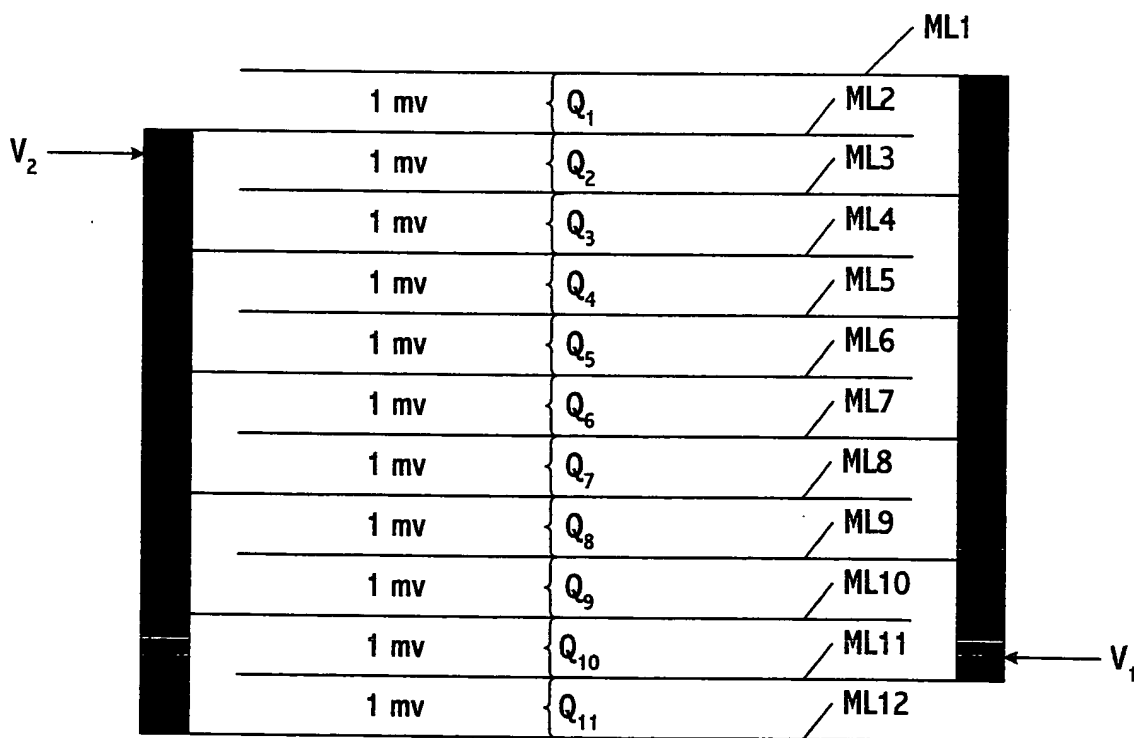 ML1
1 mv Q₁ ML2
V₂
1 mv Q₂ ML3
1 mv Q₃ ML4
1 mv Q₄ ML5
1 mv Q₅ ML6
1 mv Q₆ ML7
1 mv Q₇ ML8
1 mv Q₈ ML9
1 mv Q₉ ML10
1 mv Q₁₀ ML11
V₁
1 mv Q₁₁ ML12